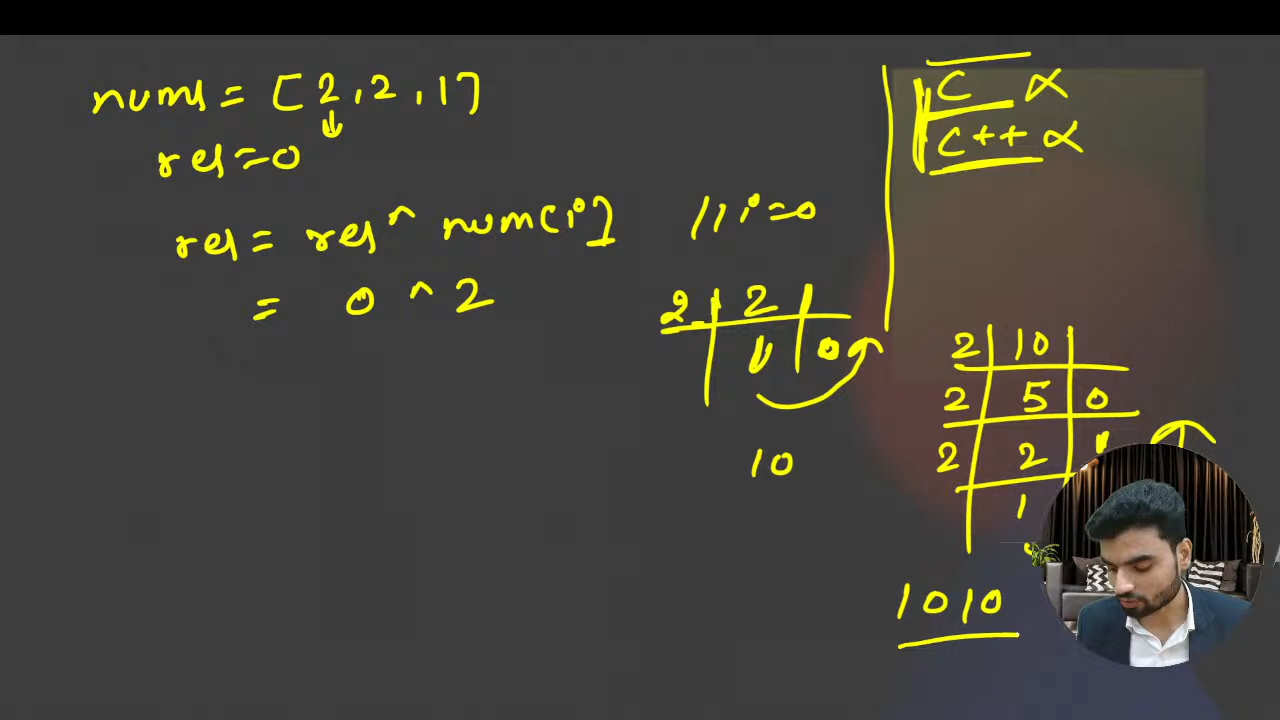 nums = [2,2,1]
res=0
res = res ^ num[i] // i=0
= 0 ^ 2
2 2
1 0
10
C α
C++ α
2 10
2 5 0
2 2 1
1
1010